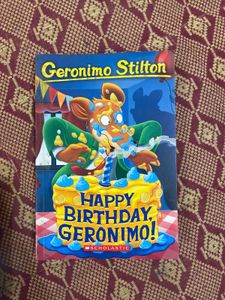 Geronimo Stilton
HAPPY
BIRTHDAY,
GERONIMO!
SCHOLASTIC